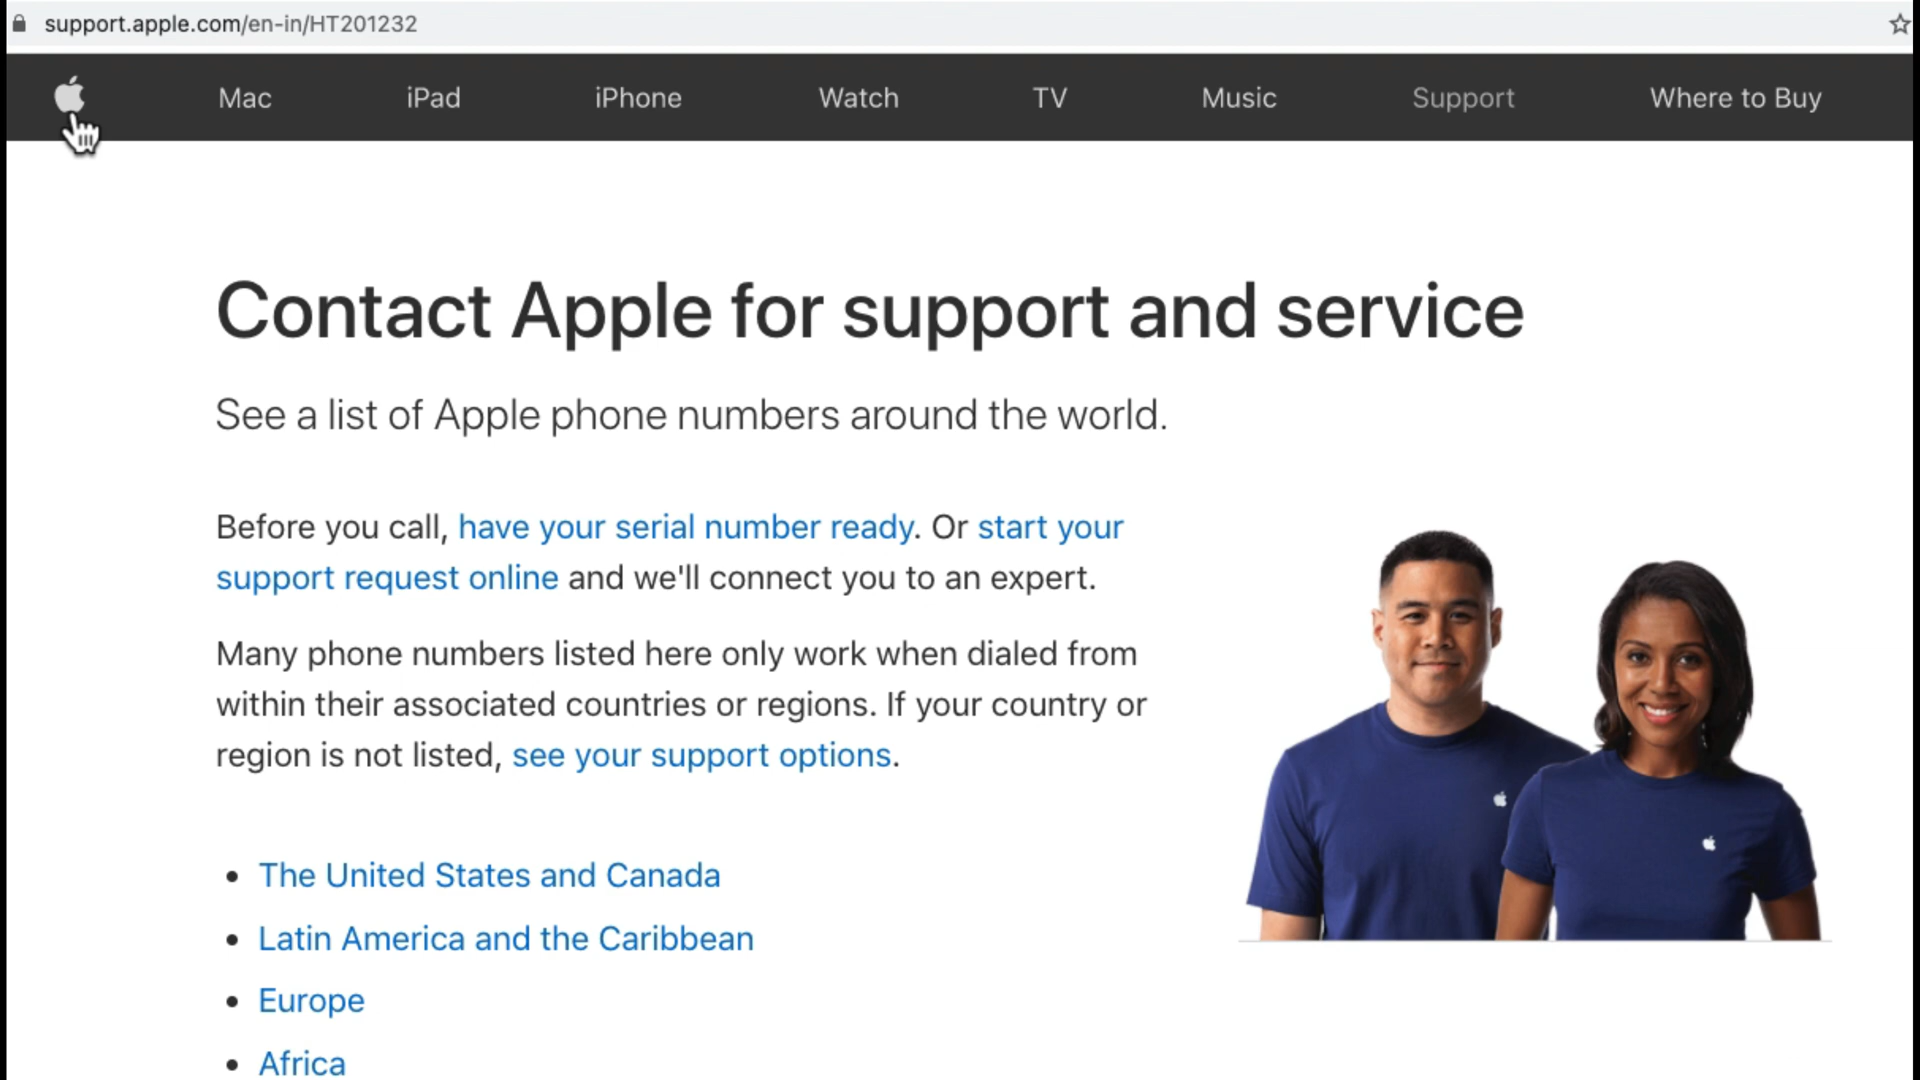 support.apple.com/en-in/HT201232
Mac iPad iPhone Watch TV Music Support Where to Buy
Contact Apple for support and service
See a list of Apple phone numbers around the world.
Before you call, have your serial number ready. Or start your
support request online and we'll connect you to an expert.
Many phone numbers listed here only work when dialed from
within their associated countries or regions. If your country or
region is not listed, see your support options.
• The United States and Canada
• Latin America and the Caribbean
• Europe
• Africa